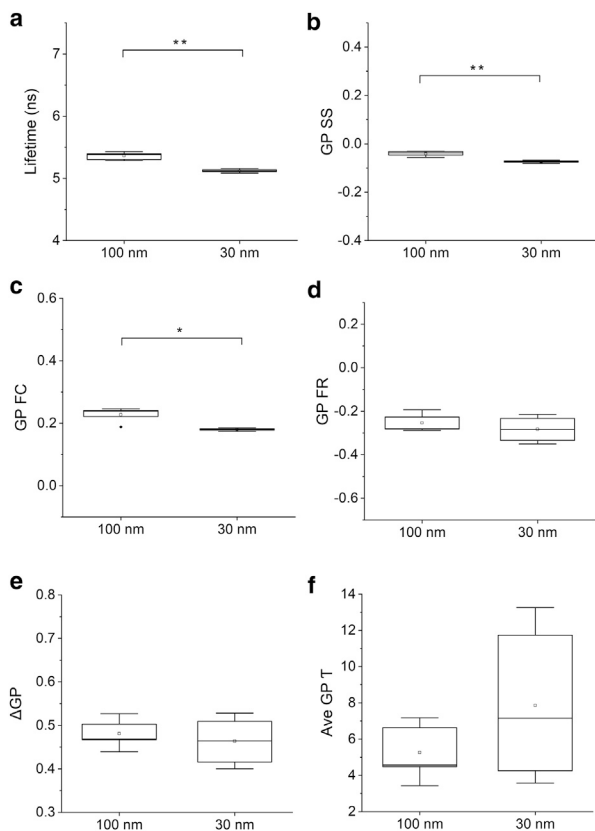 a
Lifetime (ns)
7
6
5
4
**
100 nm
30 nm
b
GP SS
0.4
0.2
0.0
-0.2
-0.4
**
100 nm
30 nm
c
GP FC
0.6
0.4
0.2
0.0
*
100 nm
30 nm
d
GP FR
0.2
0.0
-0.2
-0.4
-0.6
100 nm
30 nm
e
ΔGP
0.8
0.7
0.6
0.5
0.4
0.3
100 nm
30 nm
f
Ave GP T
14
12
10
8
6
4
2
100 nm
30 nm